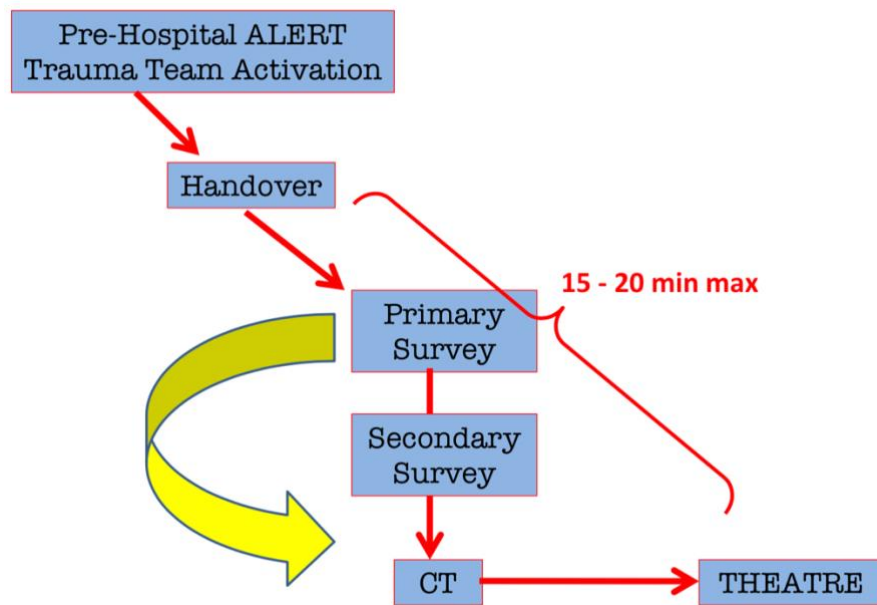 Pre-Hospital ALERT
Trauma Team Activation
Handover
15 - 20 min max
Primary
Survey
Secondary
Survey
CT
THEATRE